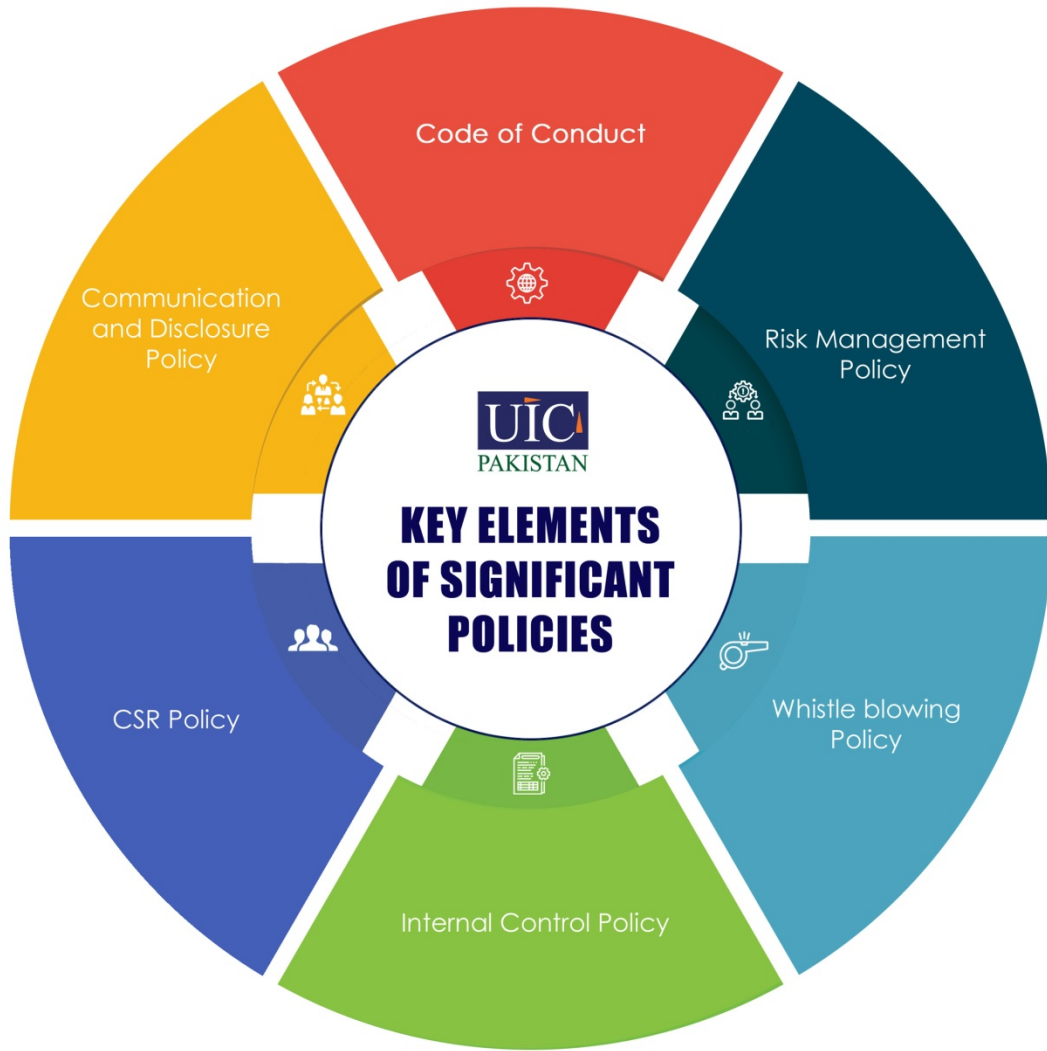 Code of Conduct
Communication
and Disclosure
Policy
Risk Management
Policy
UIC
PAKISTAN
KEY ELEMENTS
OF SIGNIFICANT
POLICIES
CSR Policy
Whistle blowing
Policy
Internal Control Policy